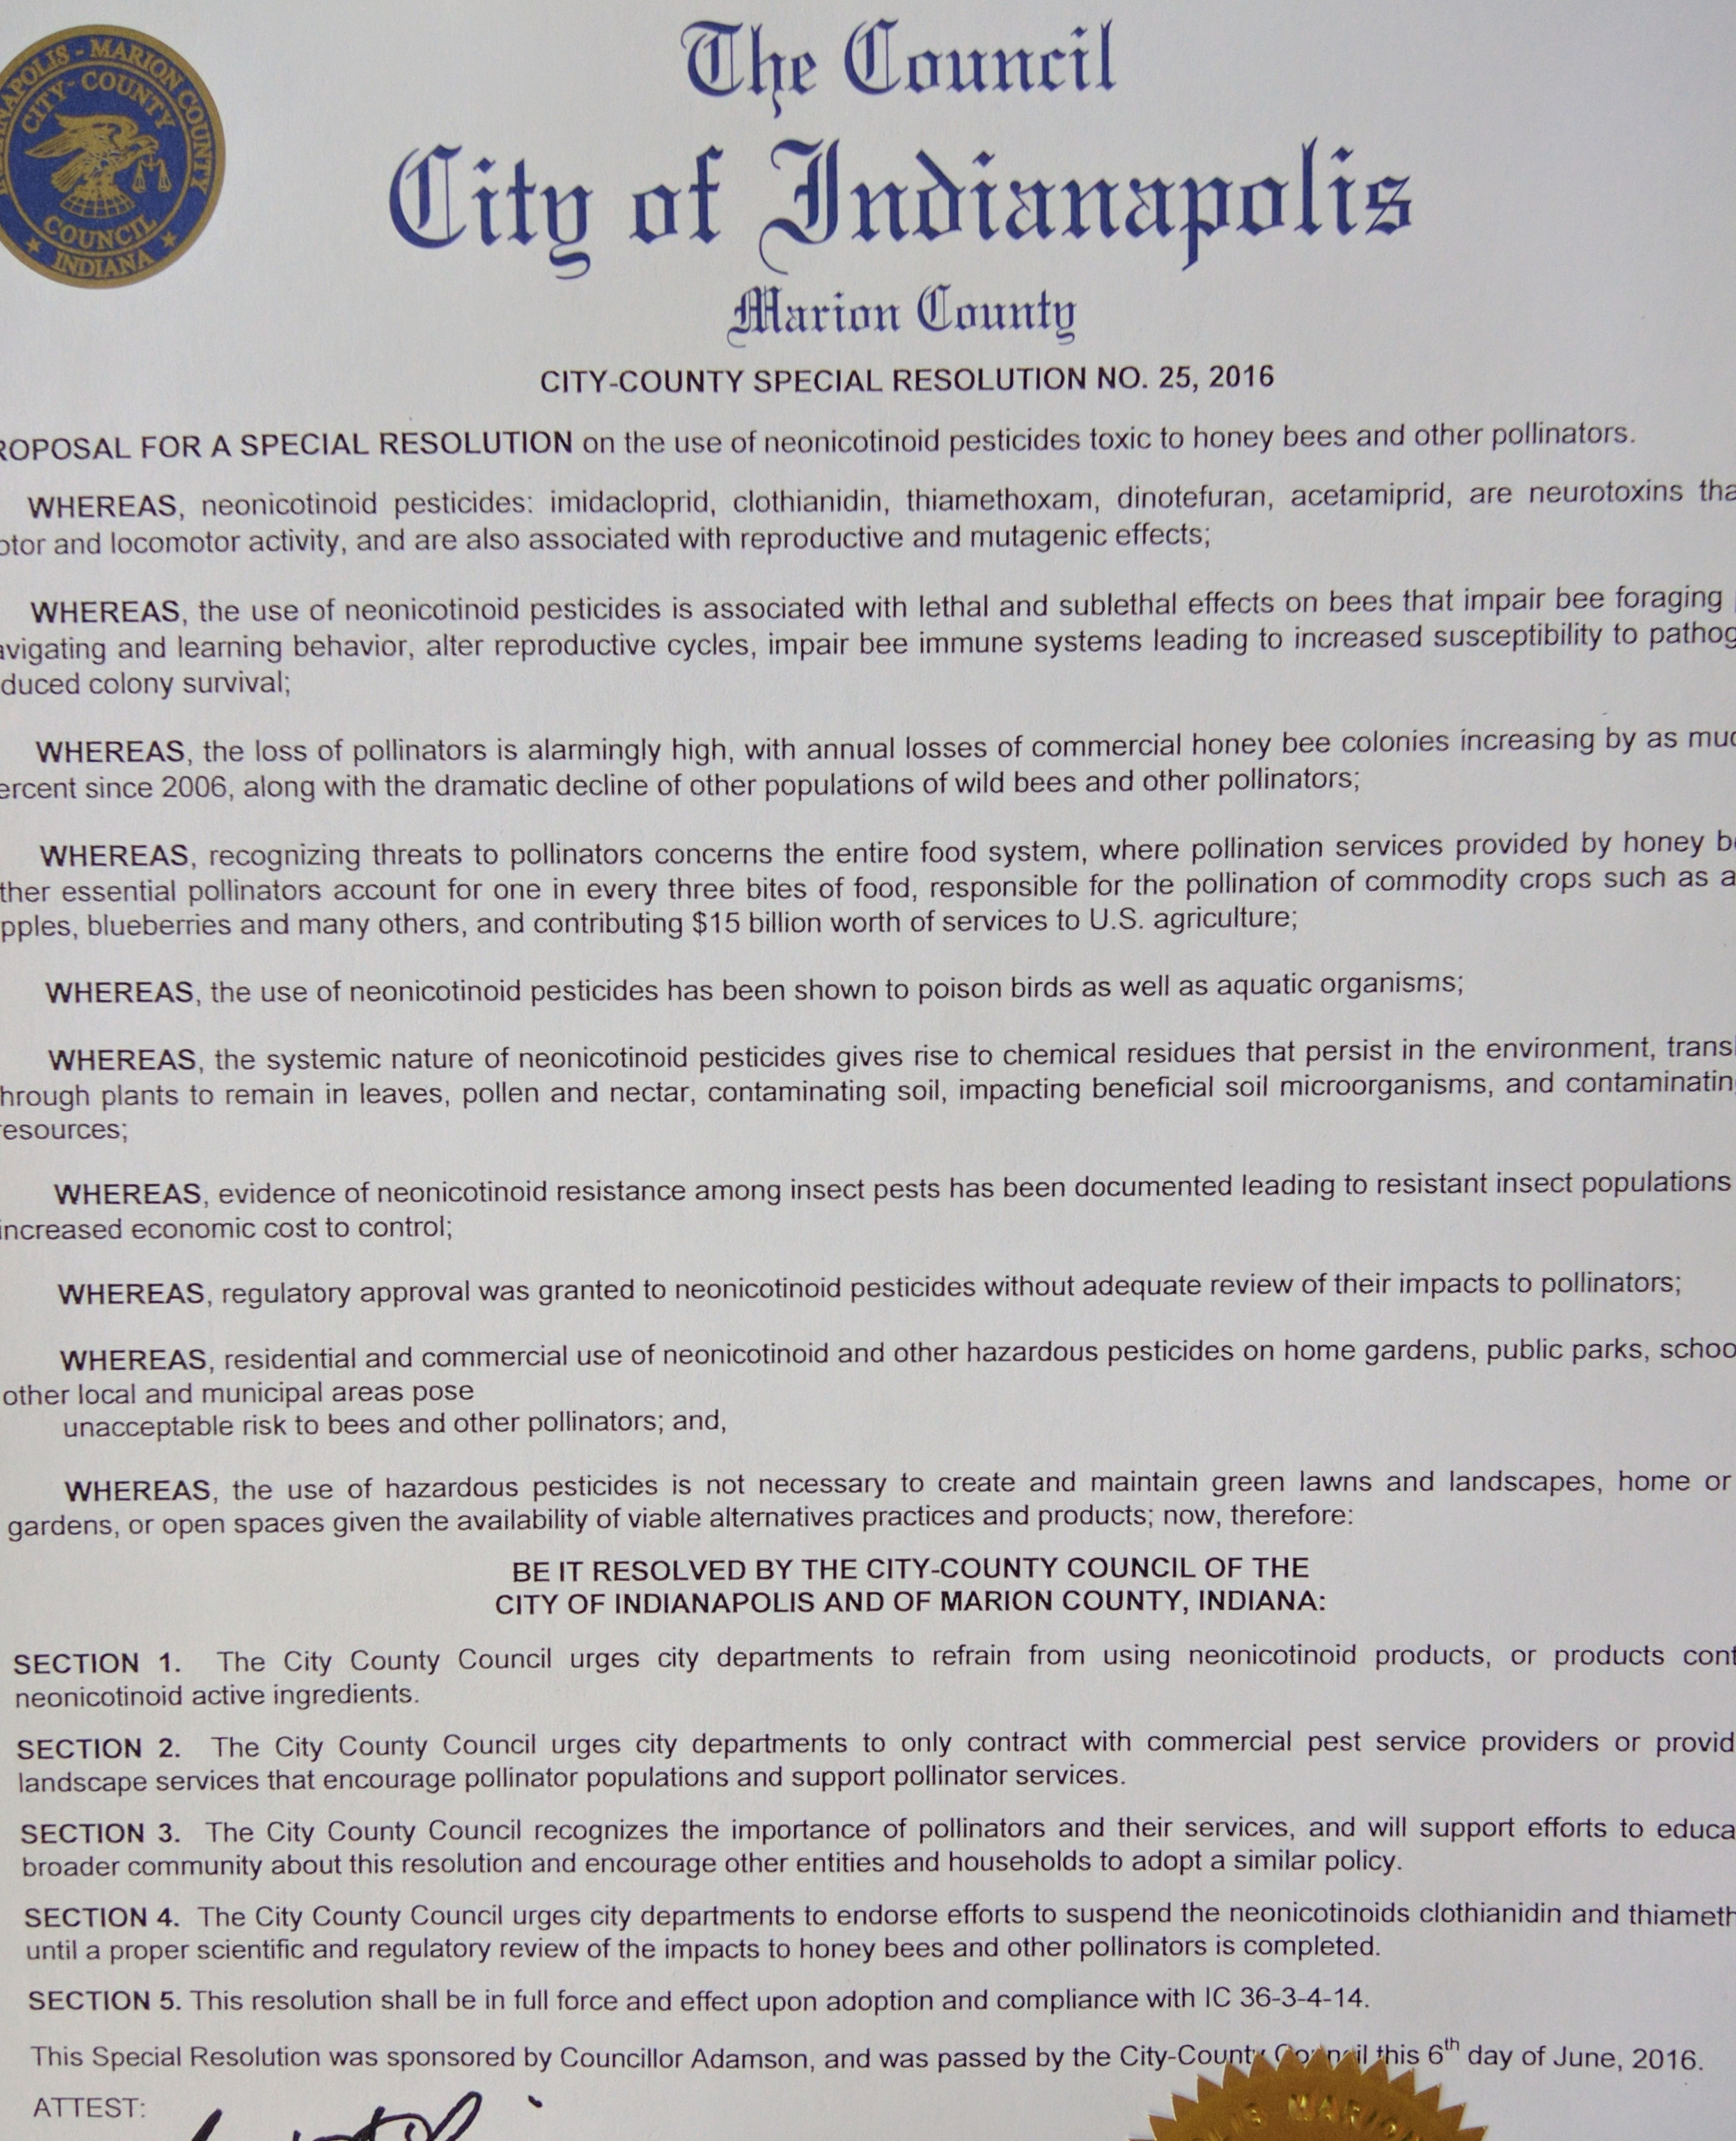 MARION COUNTY
CITY-COUNTY
COUNCIL
INDIANA
The Council
City of Indianapolis
Marion County
CITY-COUNTY SPECIAL RESOLUTION NO. 25, 2016
ROPOSAL FOR A SPECIAL RESOLUTION on the use of neonicotinoid pesticides toxic to honey bees and other pollinators.
WHEREAS, neonicotinoid pesticides: imidacloprid, clothianidin, thiamethoxam, dinotefuran, acetamiprid, are neurotoxins tha
otor and locomotor activity, and are also associated with reproductive and mutagenic effects;
WHEREAS, the use of neonicotinoid pesticides is associated with lethal and sublethal effects on bees that impair bee foraging
avigating and learning behavior, alter reproductive cycles, impair bee immune systems leading to increased susceptibility to pathog
duced colony survival;
WHEREAS, the loss of pollinators is alarmingly high, with annual losses of commercial honey bee colonies increasing by as muc
ercent since 2006, along with the dramatic decline of other populations of wild bees and other pollinators;
WHEREAS, recognizing threats to pollinators concerns the entire food system, where pollination services provided by honey be
ther essential pollinators account for one in every three bites of food, responsible for the pollination of commodity crops such as a
pples, blueberries and many others, and contributing $15 billion worth of services to U.S. agriculture;
WHEREAS, the use of neonicotinoid pesticides has been shown to poison birds as well as aquatic organisms;
WHEREAS, the systemic nature of neonicotinoid pesticides gives rise to chemical residues that persist in the environment, transl
hrough plants to remain in leaves, pollen and nectar, contaminating soil, impacting beneficial soil microorganisms, and contaminatin
resources;
WHEREAS, evidence of neonicotinoid resistance among insect pests has been documented leading to resistant insect populations
increased economic cost to control;
WHEREAS, regulatory approval was granted to neonicotinoid pesticides without adequate review of their impacts to pollinators;
WHEREAS, residential and commercial use of neonicotinoid and other hazardous pesticides on home gardens, public parks, schoo
other local and municipal areas pose
unacceptable risk to bees and other pollinators; and,
WHEREAS, the use of hazardous pesticides is not necessary to create and maintain green lawns and landscapes, home or
gardens, or open spaces given the availability of viable alternatives practices and products; now, therefore:
BE IT RESOLVED BY THE CITY-COUNTY COUNCIL OF THE
CITY OF INDIANAPOLIS AND OF MARION COUNTY, INDIANA:
SECTION 1. The City County Council urges city departments to refrain from using neonicotinoid products, or products cont
neonicotinoid active ingredients.
SECTION 2. The City County Council urges city departments to only contract with commercial pest service providers or provid
landscape services that encourage pollinator populations and support pollinator services.
SECTION 3. The City County Council recognizes the importance of pollinators and their services, and will support efforts to educa
broader community about this resolution and encourage other entities and households to adopt a similar policy.
SECTION 4. The City County Council urges city departments to endorse efforts to suspend the neonicotinoids clothianidin and thiameth
until a proper scientific and regulatory review of the impacts to honey bees and other pollinators is completed.
SECTION 5. This resolution shall be in full force and effect upon adoption and compliance with IC 36-3-4-14.
This Special Resolution was sponsored by Councillor Adamson, and was passed by the City-County Council this 6th day of June, 2016.
ATTEST: